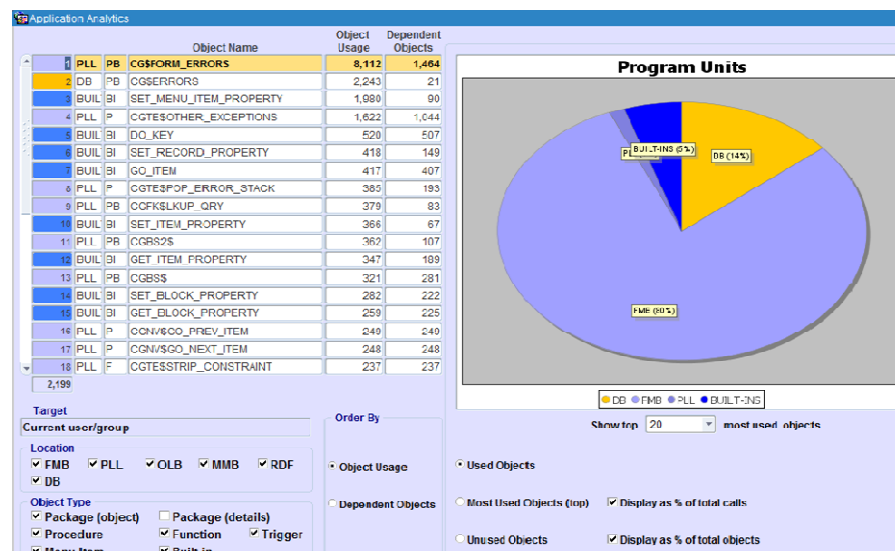 Application Analytics
Object Name Object Usage Dependent Objects
1 PLL PB CG$FORM_ERRORS 8,112 1,464
2 DB PB CG$ERRORS 2,243 21
3 BUIL BI SET_MENU_ITEM_PROPERTY 1,980 90
4 PLL P CGTE$OTHER_EXCEPTIONS 1,622 1,044
5 BUIL BI DO_KEY 520 507
6 BUIL BI SET_RECORD_PROPERTY 418 149
7 BUIL BI GO_ITEM 417 407
8 PLL P CGTE$POP_ERROR_STACK 385 193
9 PLL PB CGFK$LKUP_QRY 379 83
10 BUIL BI SET_ITEM_PROPERTY 366 67
11 PLL PB CGBS2$ 362 107
12 BUIL BI GET_ITEM_PROPERTY 347 189
13 PLL PB CGBS$ 321 281
14 BUIL BI SET_BLOCK_PROPERTY 282 222
15 BUIL BI GET_BLOCK_PROPERTY 259 225
16 PLL P CGNV$GO_PREV_ITEM 249 249
17 PLL P CGNV$GO_NEXT_ITEM 248 248
18 PLL F CGTE$STRIP_CONSTRAINT 237 237
2,199
Program Units
BUILT-INS (5%)
DB (14%)
FMB (80%)
DB FMB PLL BUILT-INS
Show top 20 most used objects
Target
Current user/group
Location
FMB PLL OLB MMB RDF
DB
Object Type
Package (object) Package (details)
Procedure Function Trigger
Menu Item Built-in
Order By
Object Usage
Dependent Objects
Used Objects
Most Used Objects (top) Display as % of total calls
Unused Objects Display as % of total objects